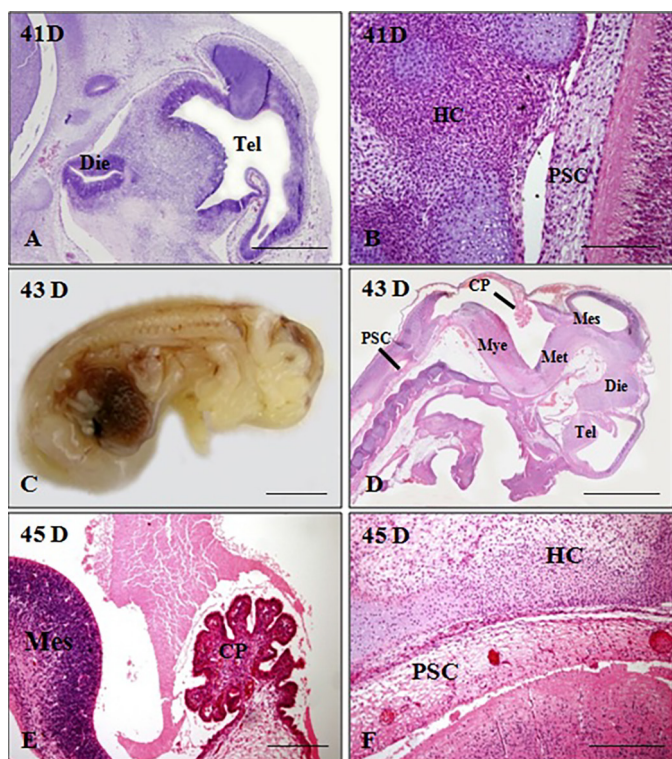 41D
Die
Tel
A
41D
HC
PSC
B
43 D
C
43 D
CP
PSC
Mye
Met
Mes
Die
Tel
D
45 D
Mes
CP
E
45 D
HC
PSC
F